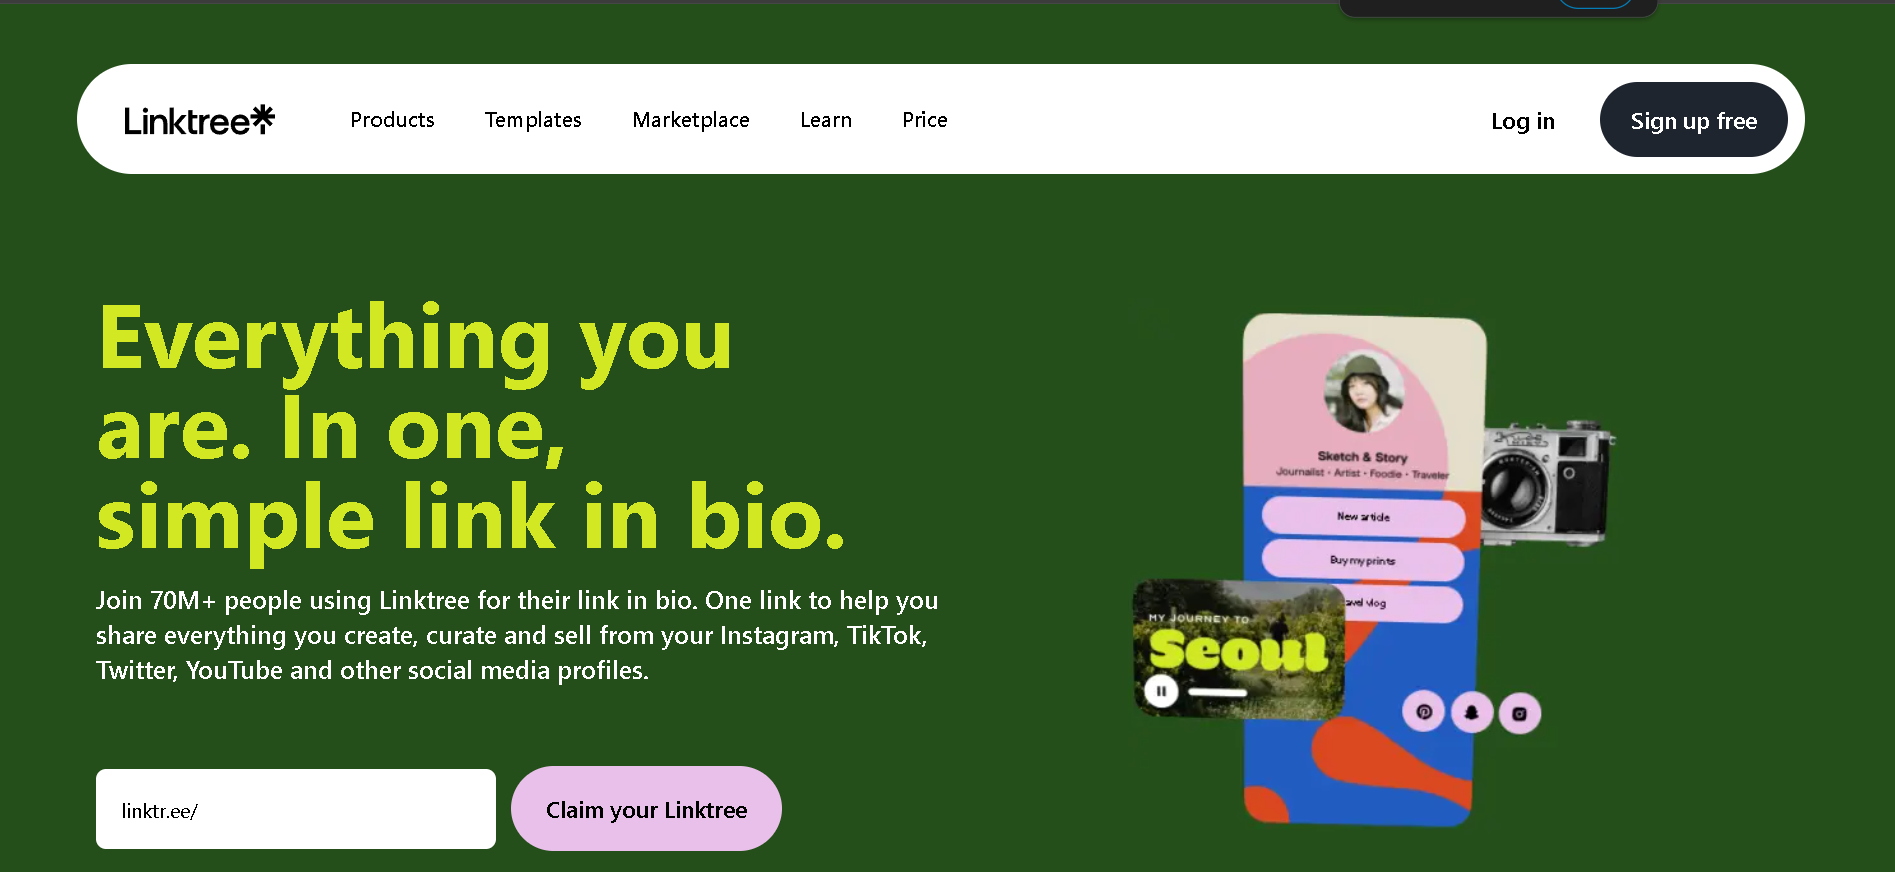 Linktree
Products
Templates
Marketplace
Learn
Price
Log in
Sign up free
Everything you
are. In one,
simple link in bio.
Join 70M+ people using Linktree for their link in bio. One link to help you
share everything you create, curate and sell from your Instagram, TikTok,
Twitter, YouTube and other social media profiles.
linktr.ee/
Claim your Linktree
Sketch & Story
Journalist • Artist • Foodie • Traveler
New article
Buy my prints
vlog
MY JOURNEY TO
Seoul